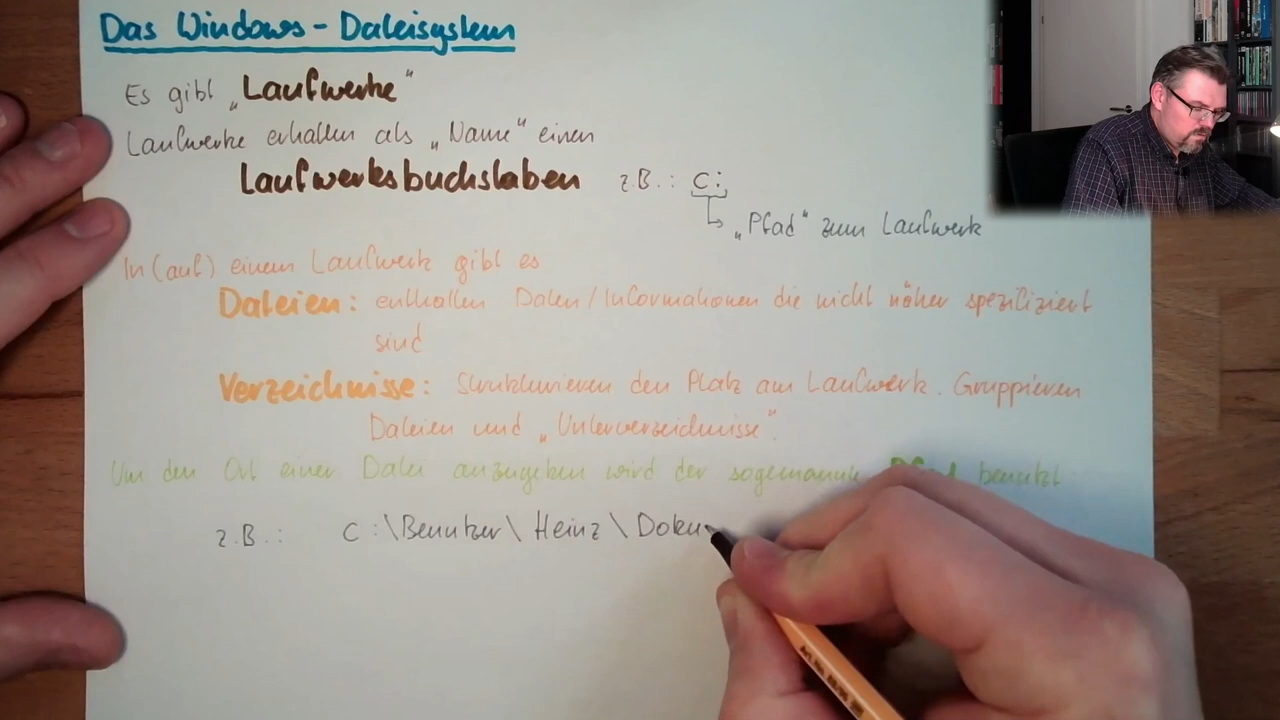 Das Windows-Dateisystem
Es gibt „Laufwerke"
Laufwerke erhalten als „Name" einen
Laufwerksbuchstaben z.B.: C:
„Pfad" zum Laufwerk
In (auf) einem Laufwerk gibt es
Dateien: enthalten Daten/Informationen die nicht näher spezifiziert
sind
Verzeichnisse: Strukturieren den Platz am Laufwerk. Gruppieren
Dateien und „Unterverzeichnisse".
Um den Ort einer Datei anzugeben wird der sogenannte Pfad benutzt:
z.B.: C:\Benutzer\Heinz\Doku